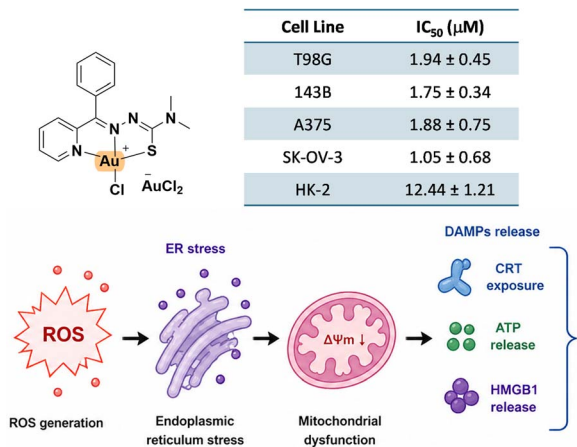 Cell Line IC50 (μM)
T98G 1.94 ± 0.45
143B 1.75 ± 0.34
A375 1.88 ± 0.75
SK-OV-3 1.05 ± 0.68
HK-2 12.44 ± 1.21
N
N
N
N
S
Au
+
Cl
−
AuCl2
ER stress
DAMPs release
ROS
ΔΨm ↓
CRT
exposure
ATP
release
HMGB1
release
ROS generation
Endoplasmic
reticulum stress
Mitochondrial
dysfunction